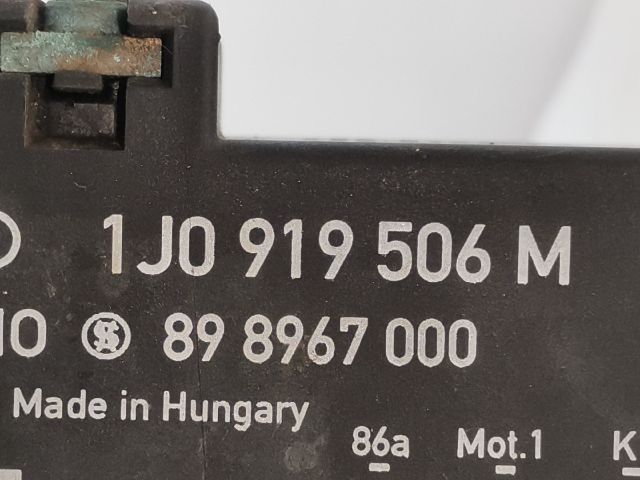 1J0 919 506 M
89 8967 000
Made in Hungary
86a Mot.1 K